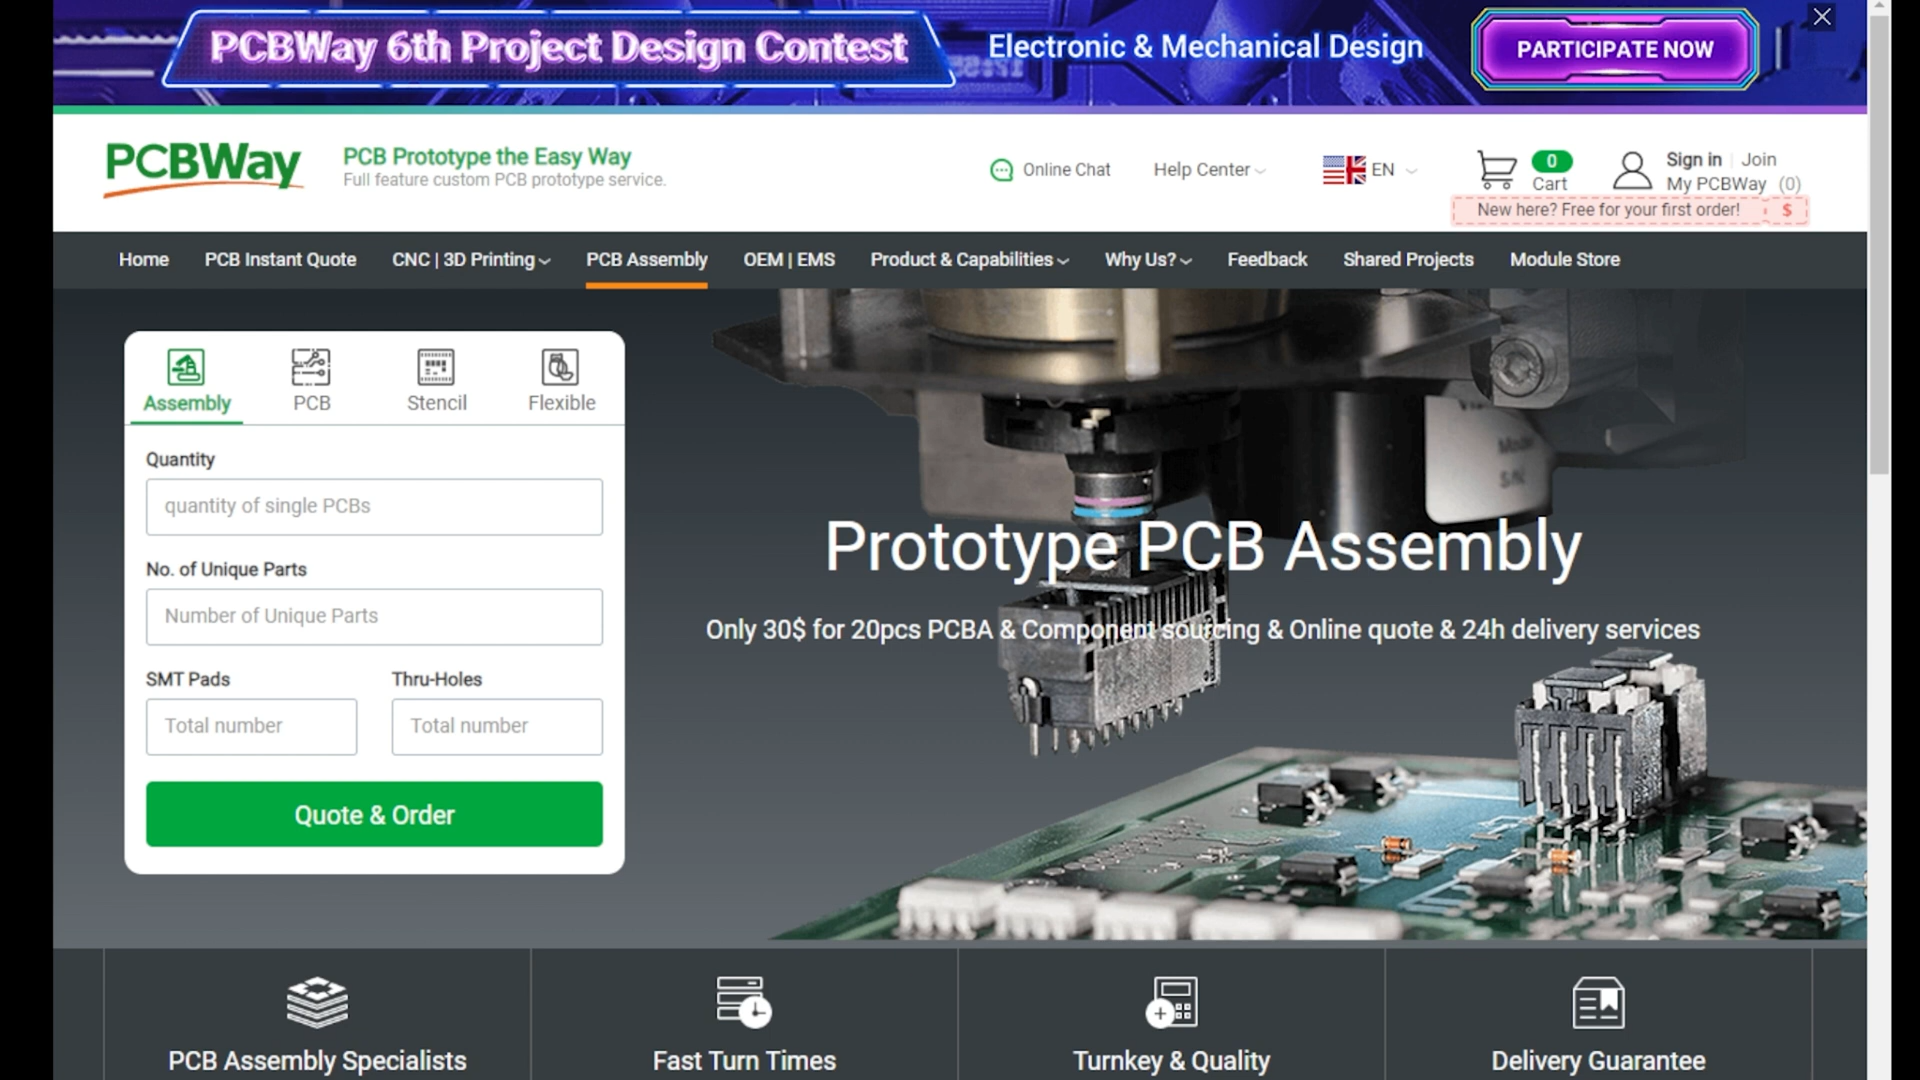 PCBWay 6th Project Design Contest
Electronic & Mechanical Design
PARTICIPATE NOW
PCBWay
PCB Prototype the Easy Way
Full feature custom PCB prototype service.
Online Chat
Help Center
EN
0
Cart
Sign in | Join
My PCBWay (0)
New here? Free for your first order! $
Home
PCB Instant Quote
CNC | 3D Printing
PCB Assembly
OEM | EMS
Product & Capabilities
Why Us?
Feedback
Shared Projects
Module Store
Assembly
PCB
Stencil
Flexible
Quantity
quantity of single PCBs
No. of Unique Parts
Number of Unique Parts
SMT Pads
Thru-Holes
Total number
Total number
Quote & Order
Prototype PCB Assembly
Only 30$ for 20pcs PCBA & Component sourcing & Online quote & 24h delivery services
PCB Assembly Specialists
Fast Turn Times
Turnkey & Quality
Delivery Guarantee